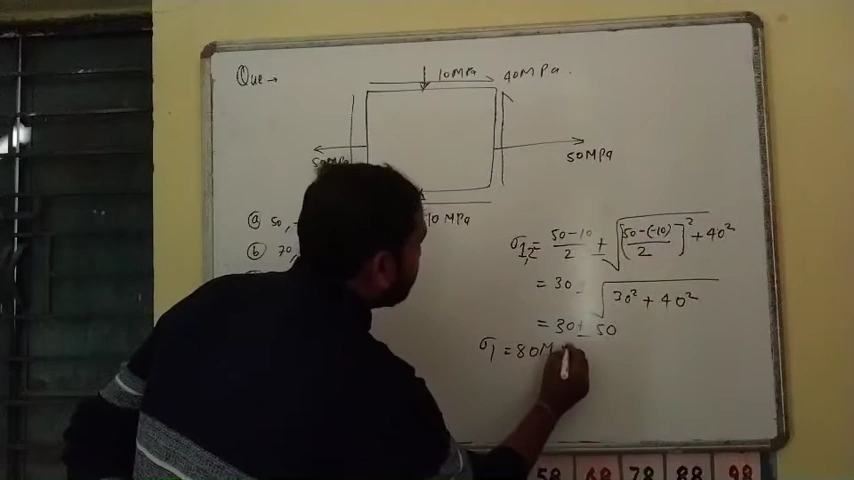 Que →
10MPa 40MPa.
50MPa
50MPa
10 MPa
(a) 50, -
(b) 70,
σ1,2 = 50-10/2 ± √[50-(-10)/2]² + 40²
= 30 _ √30² + 40²
= 30 ± 50
σ1 = 80M
58 68 78 88 98